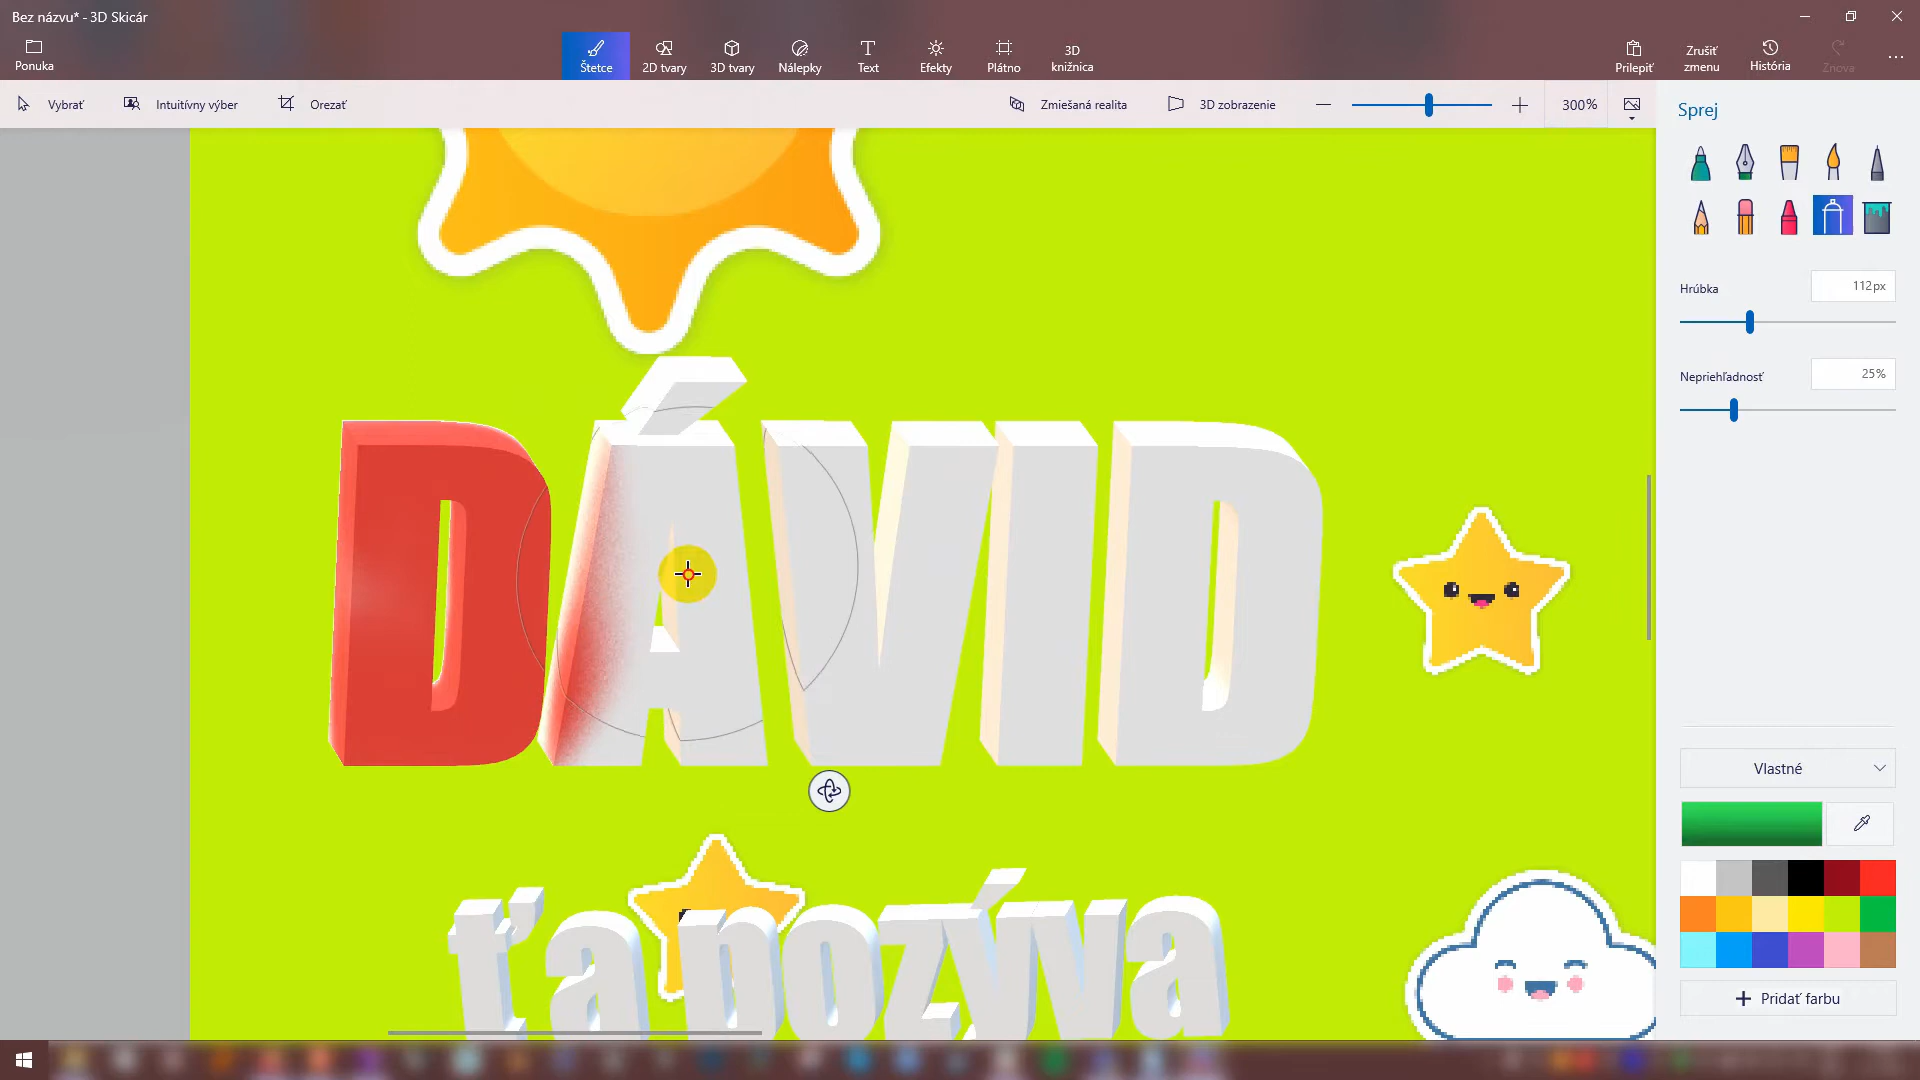 Bez názvu* - 3D Skicár
Ponuka
Štetce
2D tvary
3D tvary
Nálepky
Text
Efekty
Plátno
3D knižnica
Prilepiť
Zrušiť zmenu
História
Znova
Vybrať
Intuitívny výber
Orezať
Zmiešaná realita
3D zobrazenie
300%
Sprej
Hrúbka
112px
Nepriehľadnosť
25%
DÁVID
ťa pozýva
Vlastné
Pridať farbu